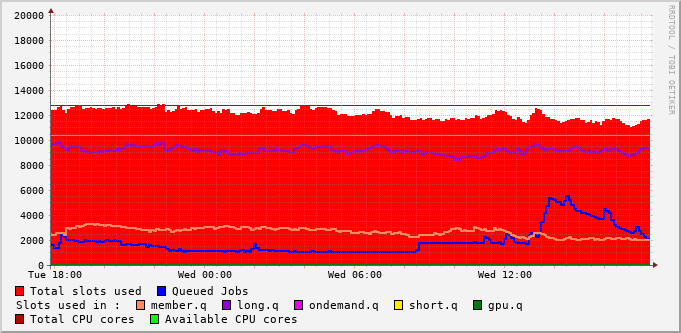 RRDTOOL / TOBI OETIKER
20000
18000
16000
14000
12000
10000
8000
6000
4000
2000
0
Tue 18:00 Wed 00:00 Wed 06:00 Wed 12:00
Total slots used Queued Jobs
Slots used in : member.q long.q ondemand.q short.q gpu.q
Total CPU cores Available CPU cores